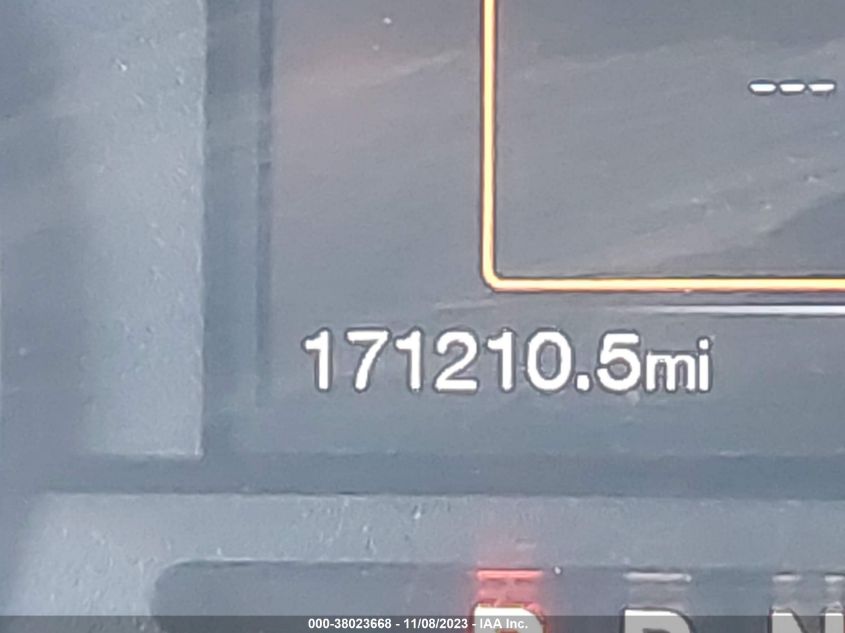 ---
171210.5mi
P R N
000-38023668 - 11/08/2023 - IAA Inc.